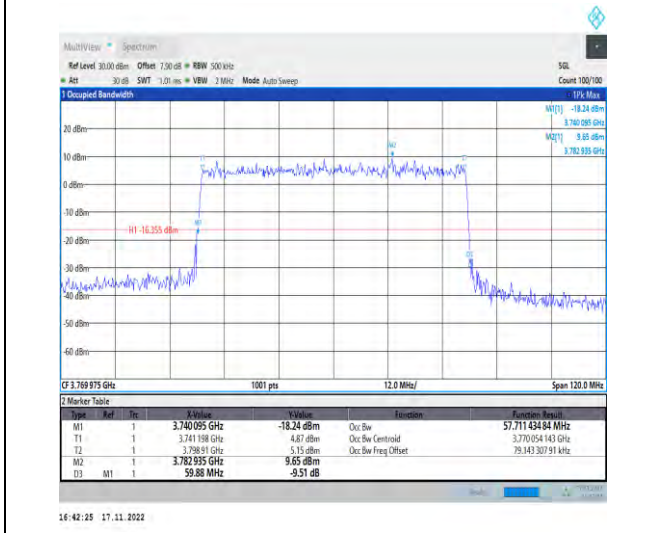 MultiView Spectrum
Ref Level 30.00 dBm Offset 7.50 dB RBW 500 kHz SGL
Att 30 dB SWT 1.01 ms VBW 2 MHz Mode Auto Sweep Count 100/100
1 Occupied Bandwidth 1Pk Max
M1[1] -18.24 dBm
3.740 095 GHz
M2[1] 9.65 dBm
3.782 935 GHz
20 dBm
10 dBm
0 dBm
-10 dBm
H1 -16.355 dBm
-20 dBm
-30 dBm
-40 dBm
-50 dBm
-60 dBm
CF 3.769 975 GHz 1001 pts 12.0 MHz/ Span 120.0 MHz
2 Marker Table
Type Ref Trc X-Value Y-Value Function Function Result
M1 1 3.740 095 GHz -18.24 dBm Occ Bw 57.711 434 84 MHz
T1 1 3.741 198 GHz 4.87 dBm Occ Bw Centroid 3.770 054 143 GHz
T2 1 3.798 91 GHz 5.15 dBm Occ Bw Freq Offset 79.143 307 91 kHz
M2 1 3.782 935 GHz 9.65 dBm
D3 M1 1 59.88 MHz -9.51 dB
16:42:25 17.11.2022